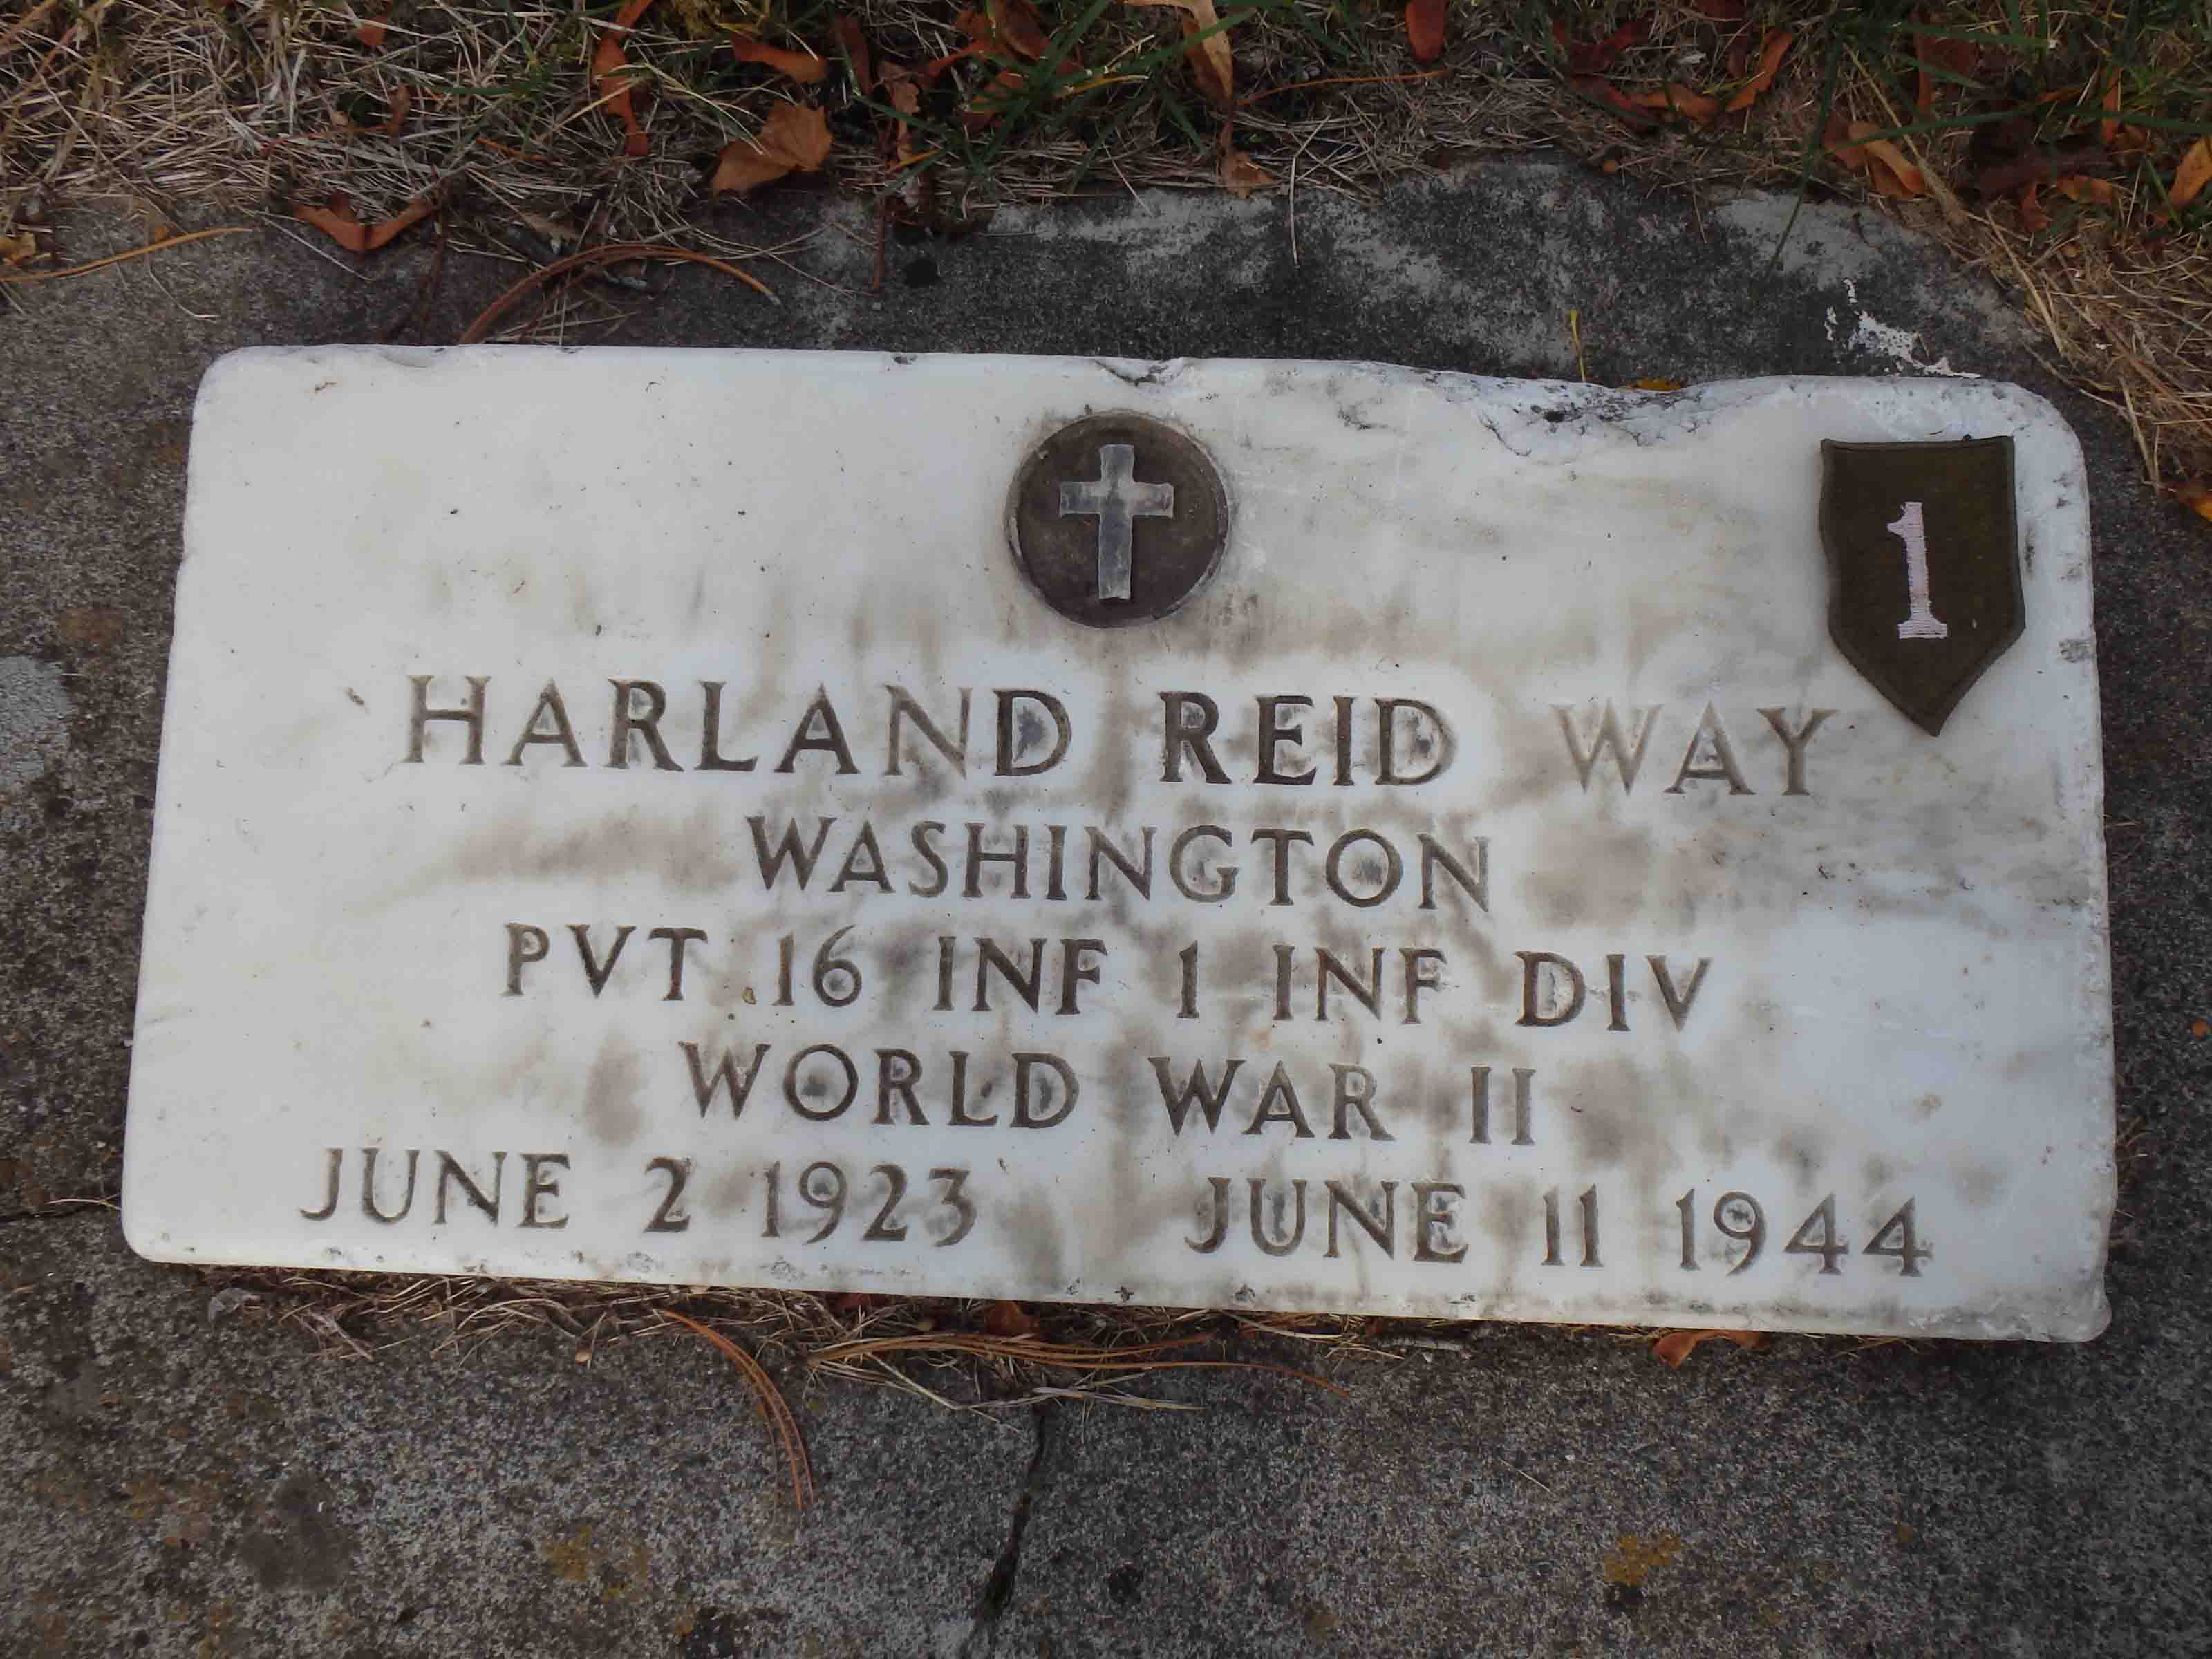 1
HARLAND REID WAY
WASHINGTON
PVT 16 INF 1 INF DIV
WORLD WAR II
JUNE 2 1923 JUNE 11 1944